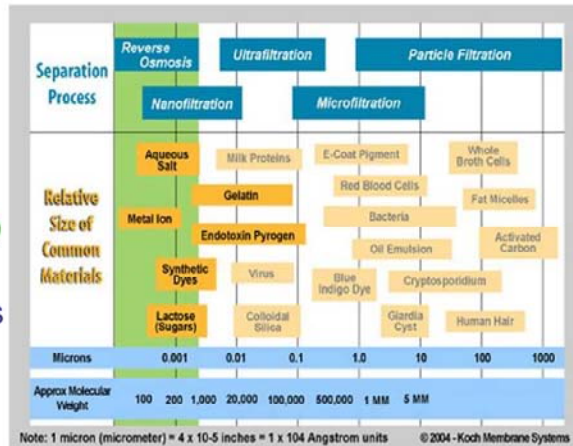 Reverse
Osmosis
Ultrafiltration
Particle Filtration
Separation
Process
Nanofiltration
Microfiltration
Aqueous
Salt
Milk Proteins
E-Coat Pigment
Whole
Broth Cells
Gelatin
Red Blood Cells
Fat Micelles
Relative
Size of
Common
Materials
Metal Ion
Bacteria
Endotoxin Pyrogen
Oil Emulsion
Activated
Carbon
Synthetic
Dyes
Virus
Blue
Indigo Dye
Cryptosporidium
Lactose
(Sugars)
Colloidal
Silica
Giardia
Cyst
Human Hair
Microns 0.001 0.01 0.1 1.0 10 100 1000
Approx Molecular
Weight
100 200 1,000 20,000 100,000 500,000 1 MM 5 MM
Note: 1 micron (micrometer) = 4 x 10-5 inches = 1 x 104 Angstrom units © 2004 - Koch Membrane Systems